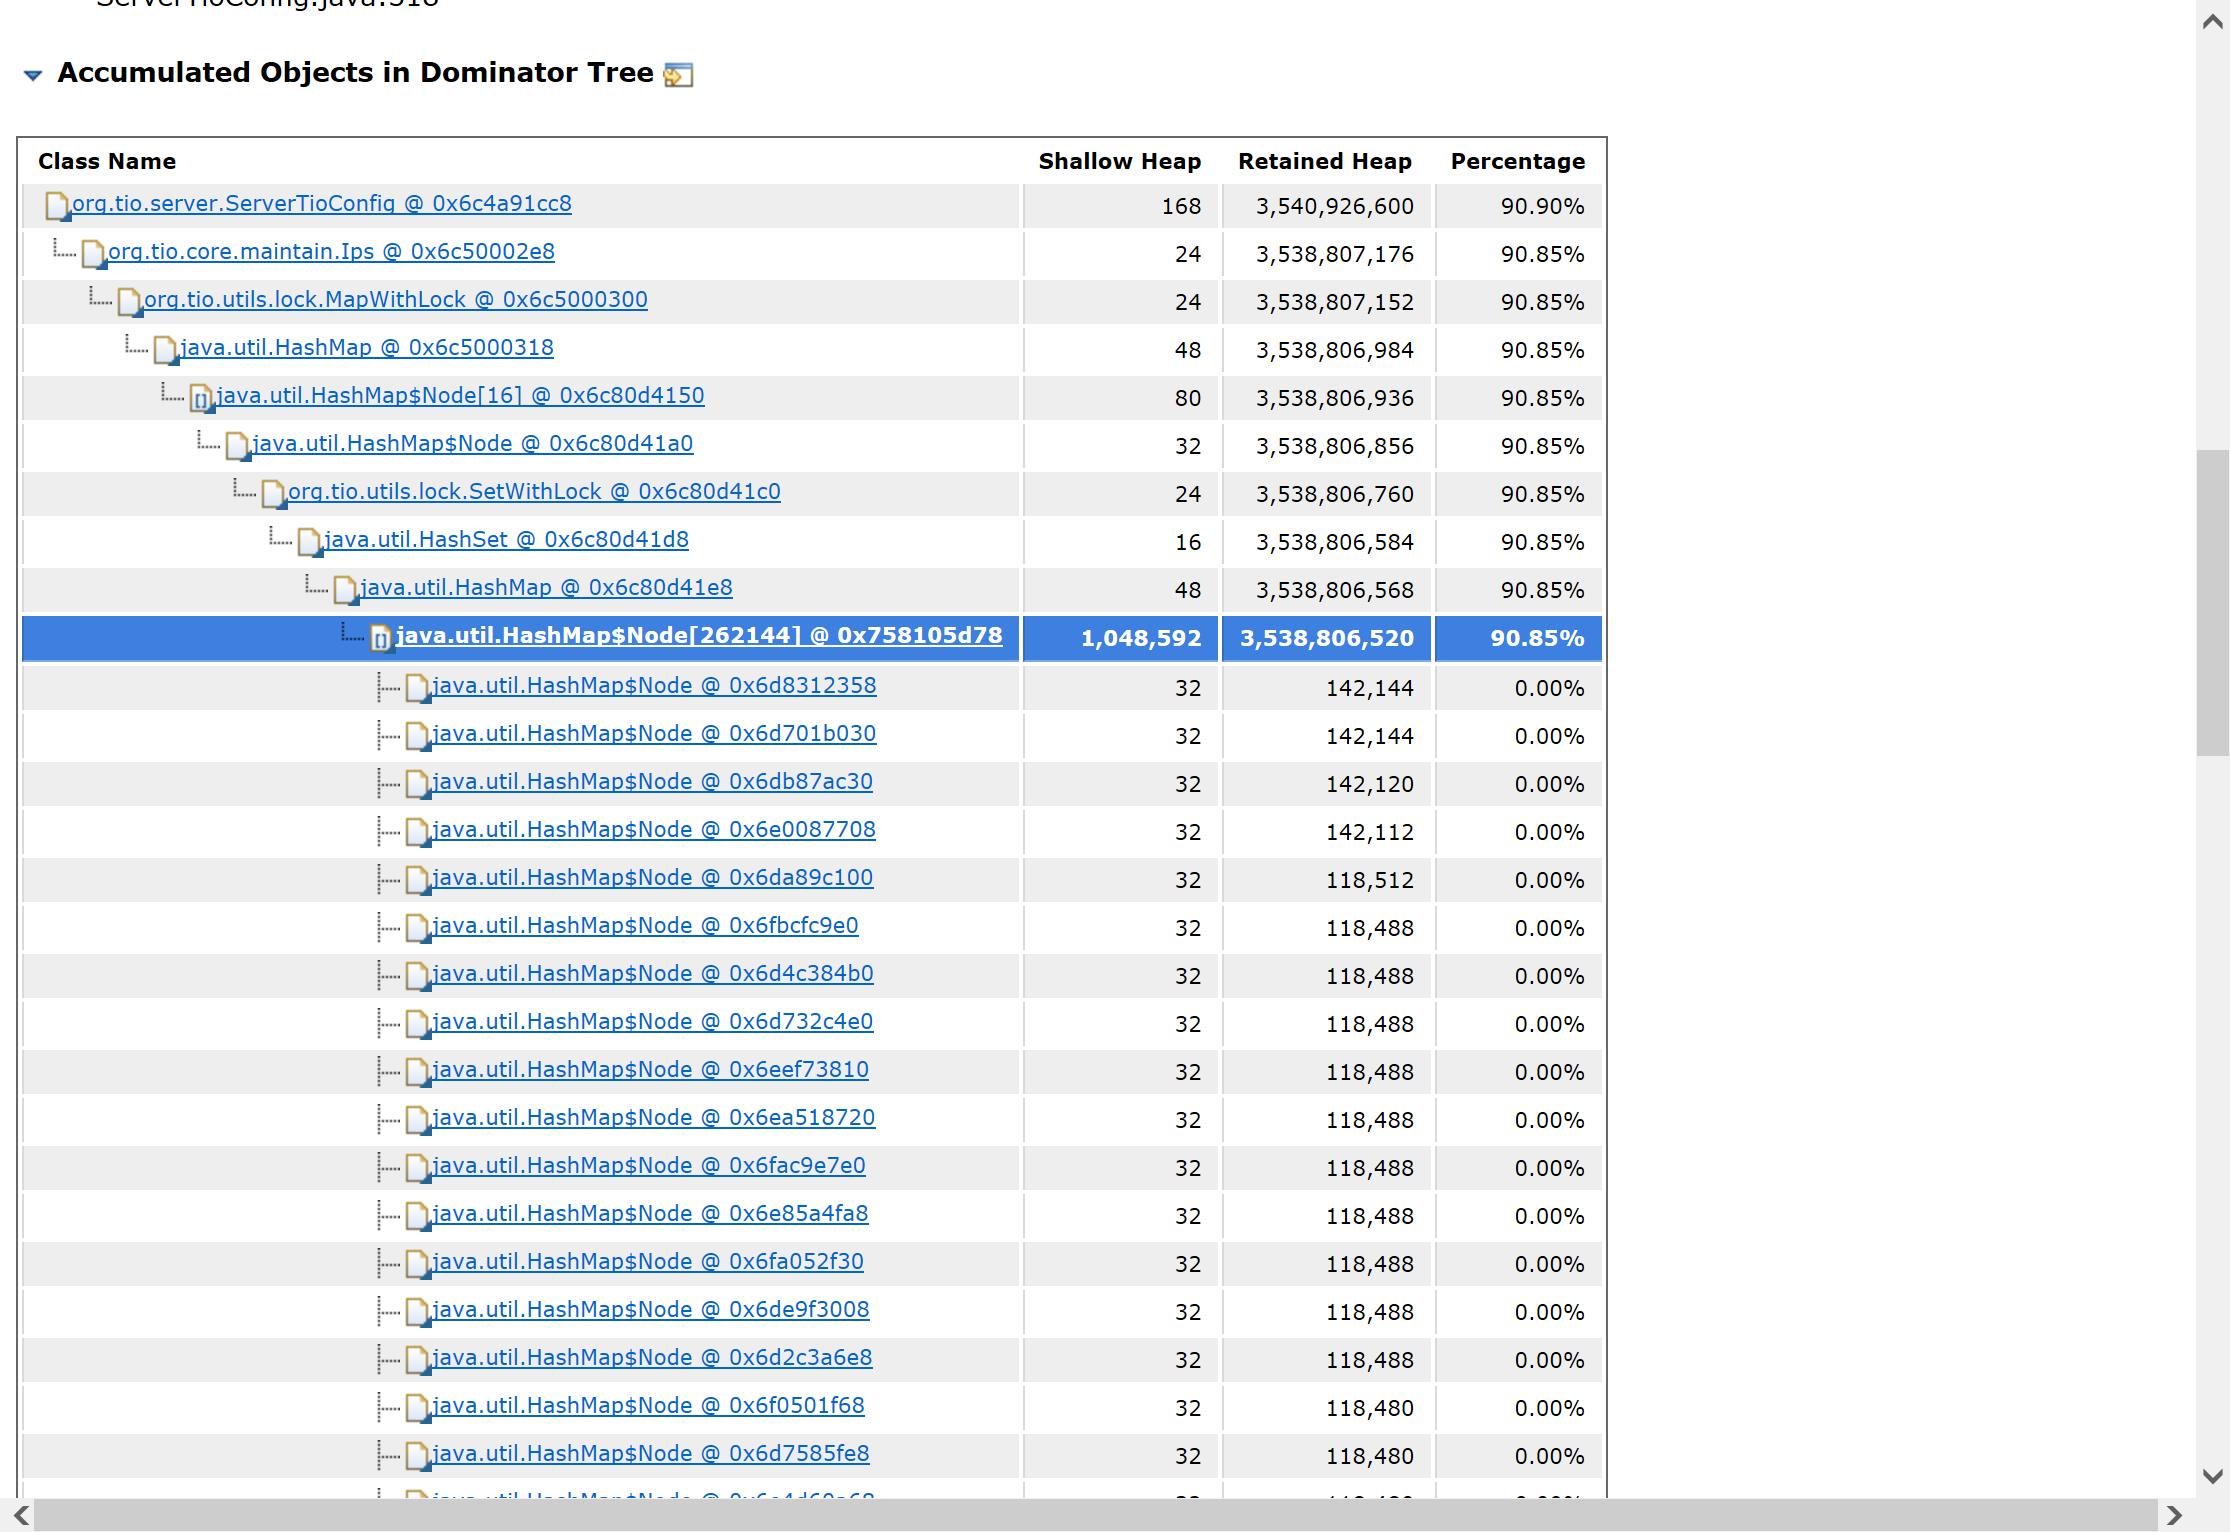 ServerTioConfig.java:318
Accumulated Objects in Dominator Tree
Class Name Shallow Heap Retained Heap Percentage
org.tio.server.ServerTioConfig @ 0x6c4a91cc8 168 3,540,926,600 90.90%
org.tio.core.maintain.Ips @ 0x6c50002e8 24 3,538,807,176 90.85%
org.tio.utils.lock.MapWithLock @ 0x6c5000300 24 3,538,807,152 90.85%
java.util.HashMap @ 0x6c5000318 48 3,538,806,984 90.85%
java.util.HashMap$Node[16] @ 0x6c80d4150 80 3,538,806,936 90.85%
java.util.HashMap$Node @ 0x6c80d41a0 32 3,538,806,856 90.85%
org.tio.utils.lock.SetWithLock @ 0x6c80d41c0 24 3,538,806,760 90.85%
java.util.HashSet @ 0x6c80d41d8 16 3,538,806,584 90.85%
java.util.HashMap @ 0x6c80d41e8 48 3,538,806,568 90.85%
java.util.HashMap$Node[262144] @ 0x758105d78 1,048,592 3,538,806,520 90.85%
java.util.HashMap$Node @ 0x6d8312358 32 142,144 0.00%
java.util.HashMap$Node @ 0x6d701b030 32 142,144 0.00%
java.util.HashMap$Node @ 0x6db87ac30 32 142,120 0.00%
java.util.HashMap$Node @ 0x6e0087708 32 142,112 0.00%
java.util.HashMap$Node @ 0x6da89c100 32 118,512 0.00%
java.util.HashMap$Node @ 0x6fbcfc9e0 32 118,488 0.00%
java.util.HashMap$Node @ 0x6d4c384b0 32 118,488 0.00%
java.util.HashMap$Node @ 0x6d732c4e0 32 118,488 0.00%
java.util.HashMap$Node @ 0x6eef73810 32 118,488 0.00%
java.util.HashMap$Node @ 0x6ea518720 32 118,488 0.00%
java.util.HashMap$Node @ 0x6fac9e7e0 32 118,488 0.00%
java.util.HashMap$Node @ 0x6e85a4fa8 32 118,488 0.00%
java.util.HashMap$Node @ 0x6fa052f30 32 118,488 0.00%
java.util.HashMap$Node @ 0x6de9f3008 32 118,488 0.00%
java.util.HashMap$Node @ 0x6d2c3a6e8 32 118,488 0.00%
java.util.HashMap$Node @ 0x6f0501f68 32 118,480 0.00%
java.util.HashMap$Node @ 0x6d7585fe8 32 118,480 0.00%
java.util.HashMap$Node @